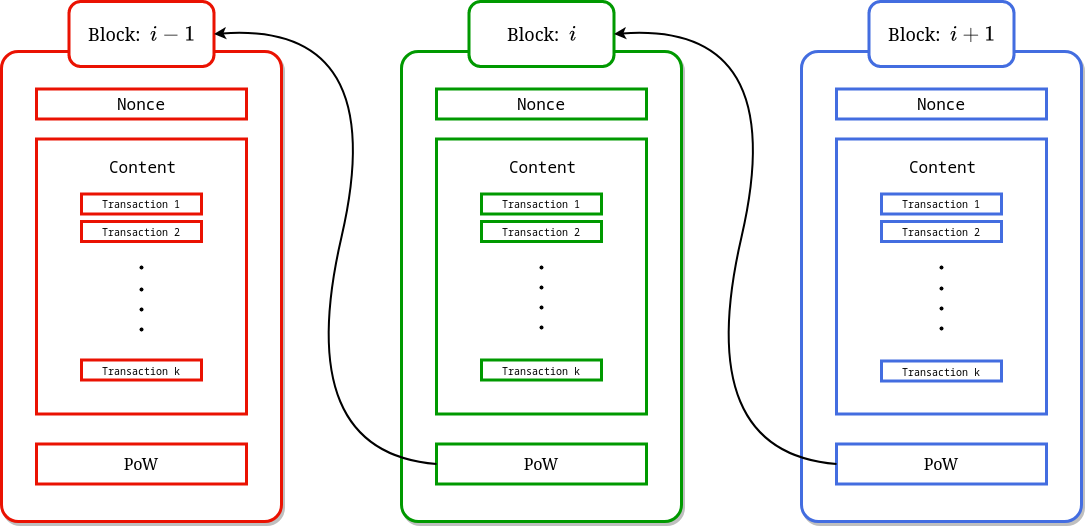 Block: i − 1
Nonce
Content
Transaction 1
Transaction 2
Transaction k
PoW
Block: i
Nonce
Content
Transaction 1
Transaction 2
Transaction k
PoW
Block: i + 1
Nonce
Content
Transaction 1
Transaction 2
Transaction k
PoW